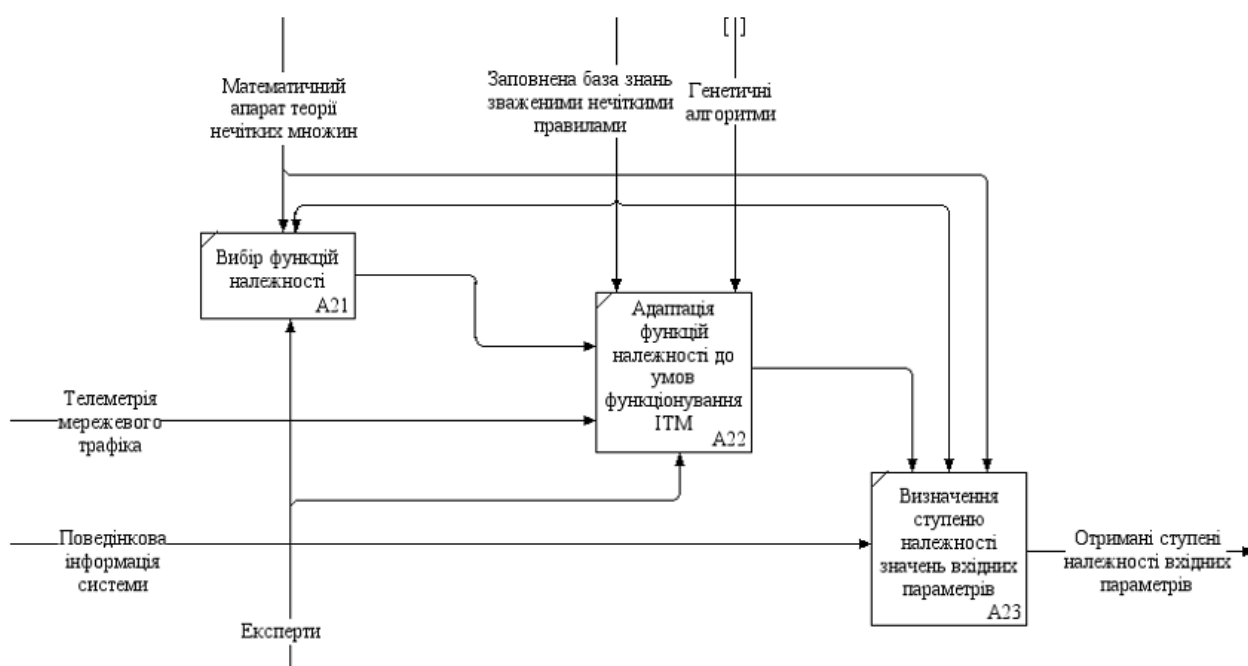 [ ]
Математичний
апарат теорії
нечітких множин
Заповнена база знань
зваженими нечіткими
правилами
Генетичні
алгоритми
Вибір функцій
належності
A21
Адаптація
функцій
належності до
умов
функціонування
ІТМ
A22
Телеметрія
мережевого
трафіка
Визначення
ступеню
належності
значень вхідних
параметрів
A23
Поведінкова
інформація
системи
Отримані ступені
належності вхідних
параметрів
Експерти